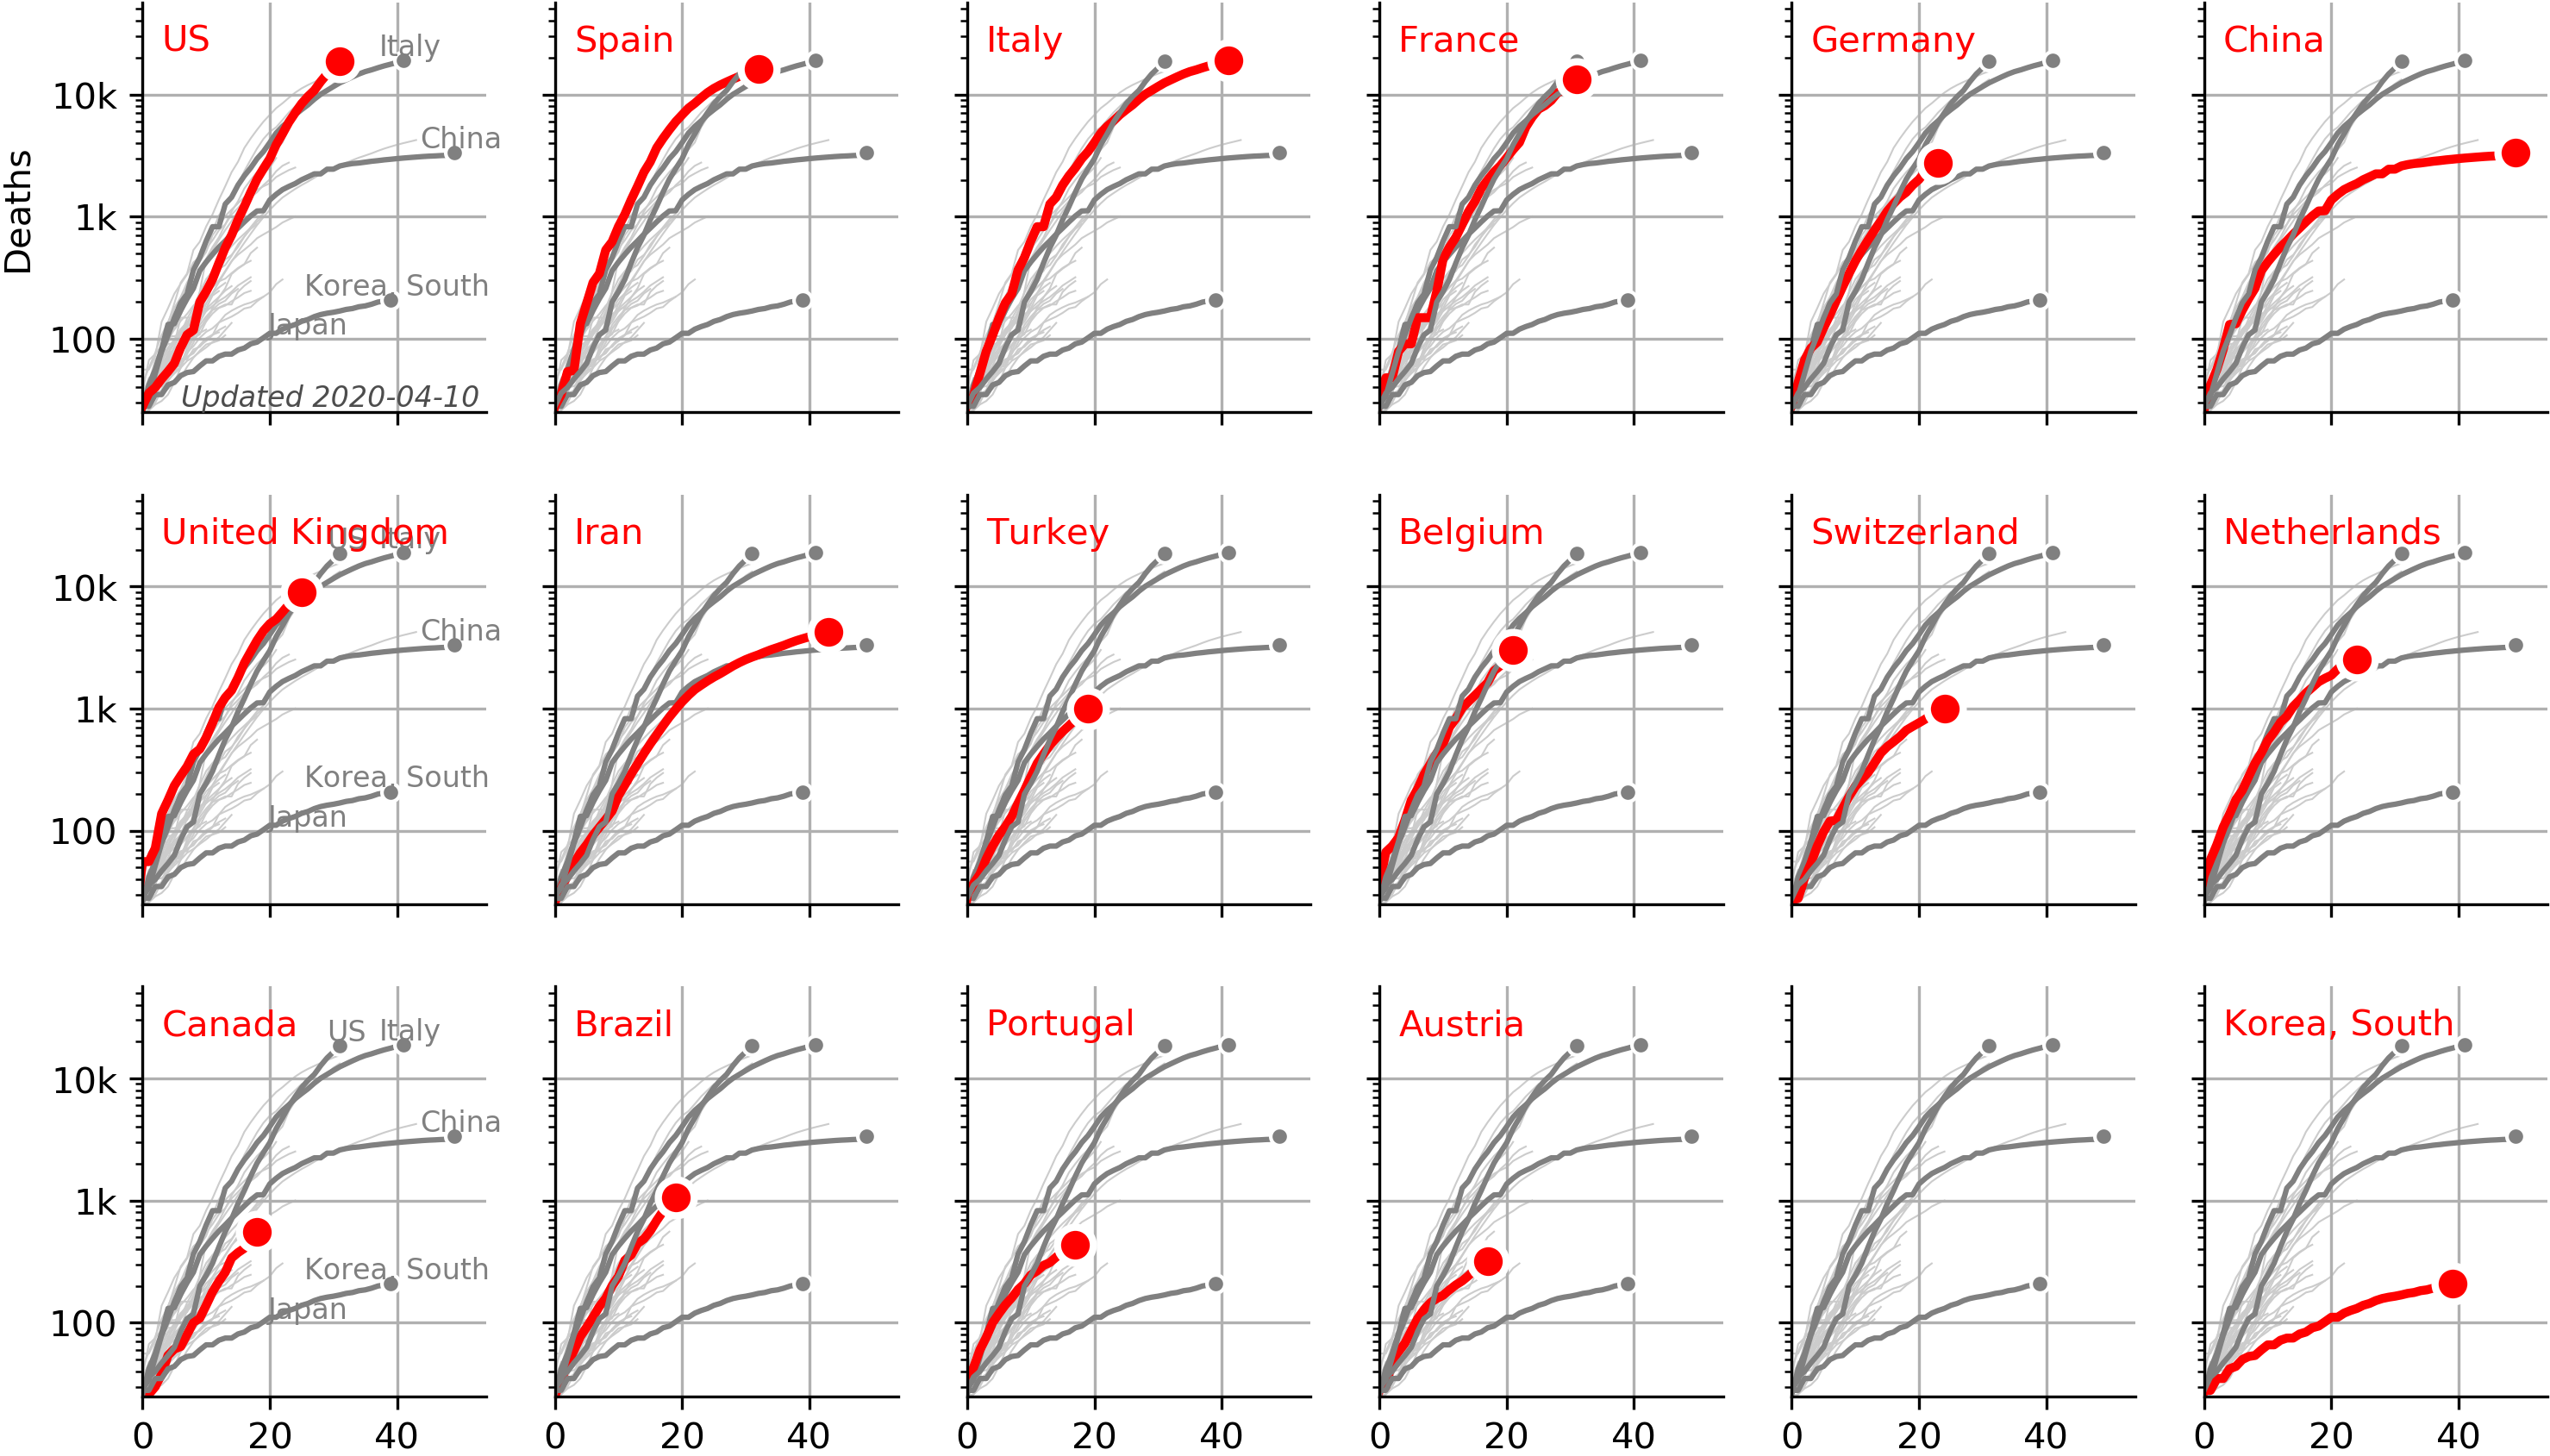 US Spain Italy France Germany China
Italy
10k
China
Deaths
1k
Korea, South
Japan
100
Updated 2020-04-10
United Kingdom Iran Turkey Belgium Switzerland Netherlands
US Italy
10k
China
1k
Korea, South
Japan
100
Canada Brazil Portugal Austria Korea, South
US Italy
10k
China
1k
Korea, South
Japan
100
0 20 40 0 20 40 0 20 40 0 20 40 0 20 40 0 20 40